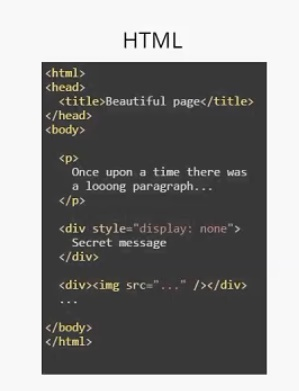 HTML
<html>
<head>
<title>Beautiful page</title>
</head>
<body>
<p>
Once upon a time there was
a looong paragraph...
</p>
<div style="display: none">
Secret message
</div>
<div><img src="..." /></div>
...
</body>
</html>